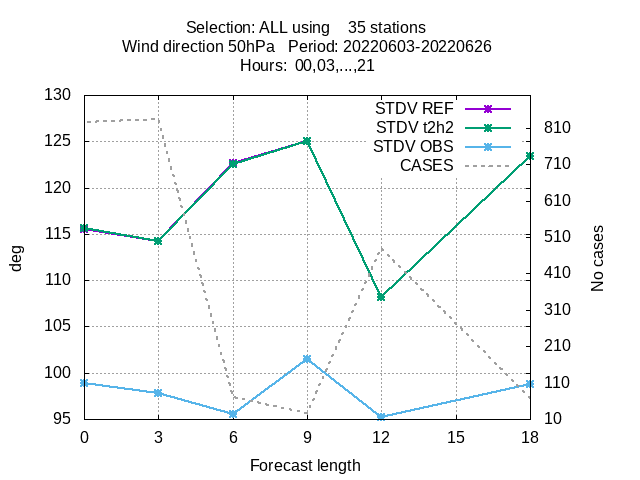 Selection: ALL using 35 stations
Wind direction 50hPa Period: 20220603-20220626
Hours: 00,03,...,21
130
125
120
115
110
105
100
95
deg
STDV REF
STDV t2h2
STDV OBS
CASES
810
710
610
510
410
310
210
110
10
No cases
0 3 6 9 12 15 18
Forecast length